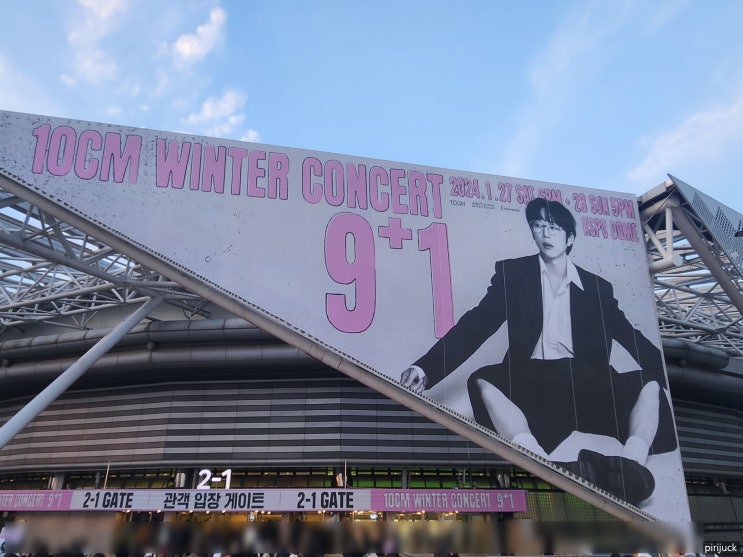 10CM WINTER CONCERT 2024.1.27 SAT 6PM · 28 SUN 5PM
10CM
KSPO DOME
9+1
2-1
10CM WINTER CONCERT 9+1 2-1 GATE 관객 입장 게이트 2-1 GATE 10CM WINTER CONCERT 9+1
pirijuck